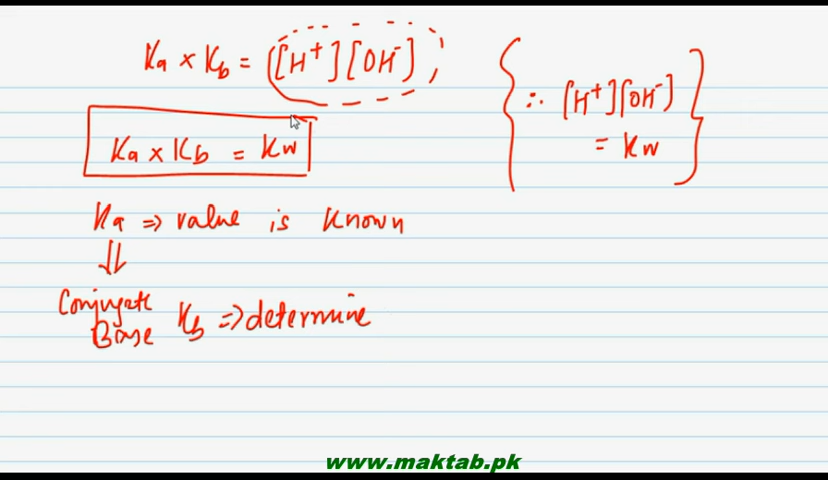 Ka × Kb = [H⁺][OH⁻],
∴ [H⁺][OH⁻]
= Kw
Ka × Kb = Kw
Ka ⇒ value is known
⇓
Conjugate
Base Kb ⇒ determine
www.maktab.pk